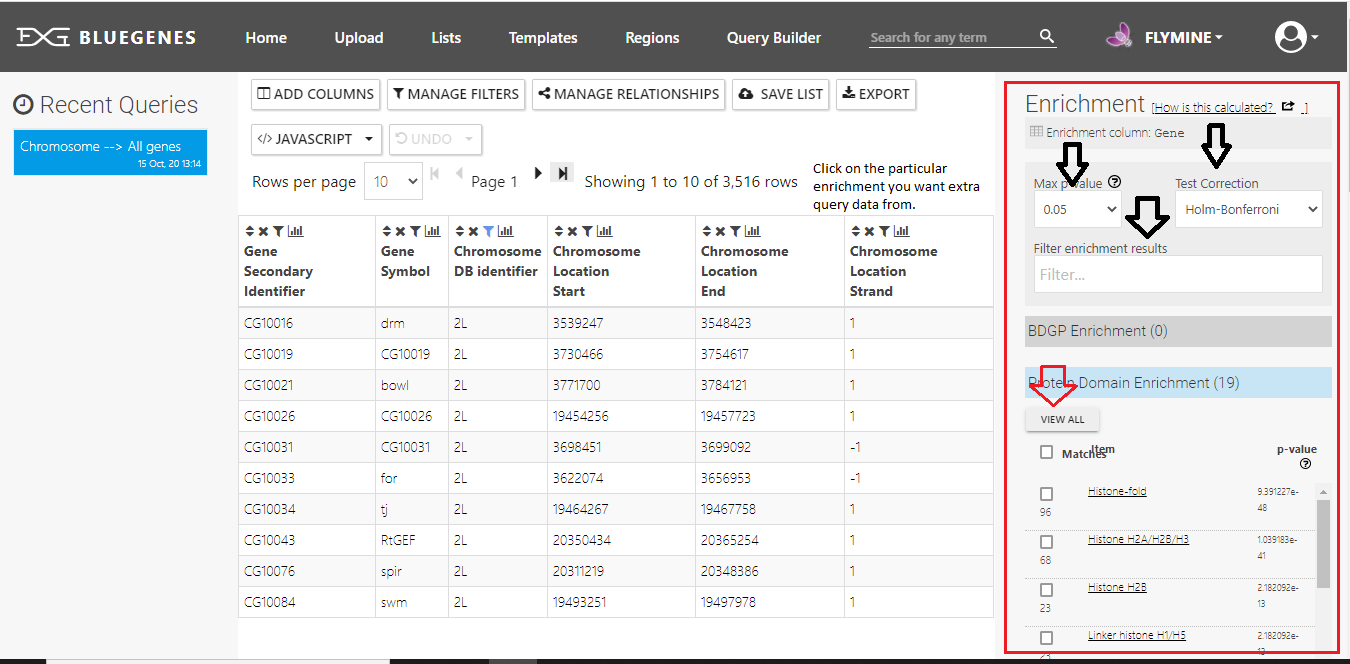 BLUEGENES
Home
Upload
Lists
Templates
Regions
Query Builder
Search for any term
FLYMINE
Recent Queries
Chromosome --> All genes
15 Oct, 20 13:14
ADD COLUMNS
MANAGE FILTERS
MANAGE RELATIONSHIPS
SAVE LIST
EXPORT
</> JAVASCRIPT
UNDO
Rows per page
10
Page 1
Showing 1 to 10 of 3,516 rows
Click on the particular
enrichment you want extra
query data from.
Gene
Secondary
Identifier
Gene
Symbol
Chromosome
DB identifier
Chromosome
Location
Start
Chromosome
Location
End
Chromosome
Location
Strand
CG10016 drm 2L 3539247 3548423 1
CG10019 CG10019 2L 3730466 3754617 1
CG10021 bowl 2L 3771700 3784121 1
CG10026 CG10026 2L 19454256 19457723 1
CG10031 CG10031 2L 3698451 3699092 -1
CG10033 for 2L 3622074 3656953 -1
CG10034 tj 2L 19464267 19467758 1
CG10043 RtGEF 2L 20350434 20365254 1
CG10076 spir 2L 20311219 20348386 1
CG10084 swm 2L 19493251 19497978 1
Enrichment [How is this calculated? ]
Enrichment column: Gene
Max p-value
Test Correction
0.05
Holm-Bonferroni
Filter enrichment results
Filter...
BDGP Enrichment (0)
Protein Domain Enrichment (19)
VIEW ALL
Matches
Item
p-value
Histone-fold
9.391227e-
48
96
Histone H2A/H2B/H3
1.039183e-
41
68
Histone H2B
2.182092e-
13
23
Linker histone H1/H5
2.182092e-
13
23